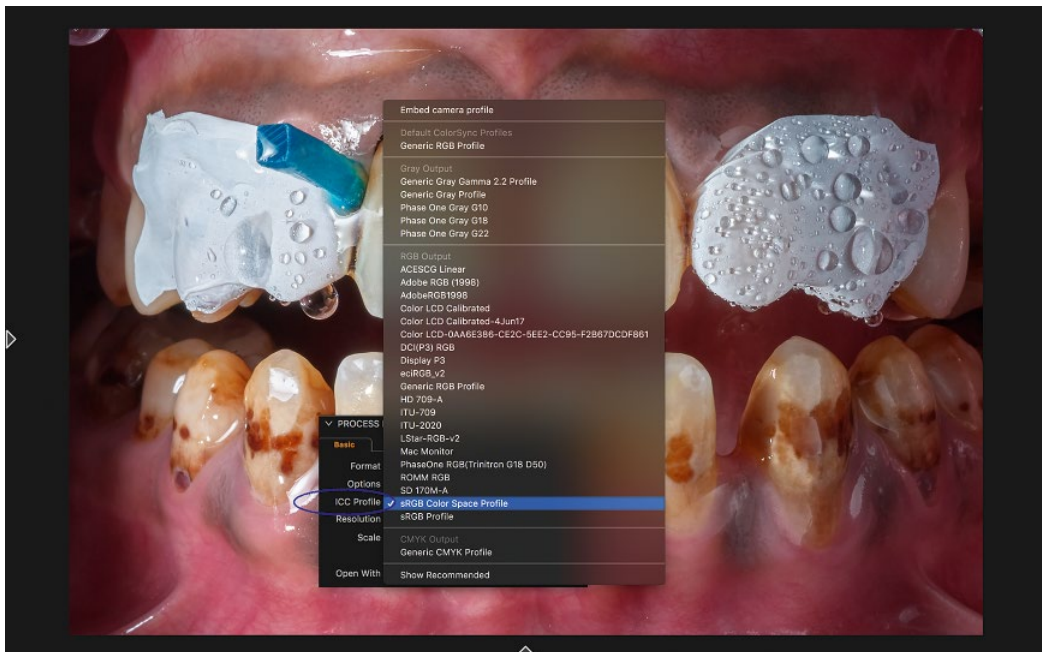 Embed camera profile
Default ColorSync Profiles
Generic RGB Profile
Gray Output
Generic Gray Gamma 2.2 Profile
Generic Gray Profile
Phase One Gray G10
Phase One Gray G18
Phase One Gray G22
RGB Output
ACESCG Linear
Adobe RGB (1998)
AdobeRGB1998
Color LCD Calibrated
Color LCD Calibrated-4Jun17
Color LCD-0AA6E386-CE2C-5EE2-CC95-F2B67DCDF861
DCI(P3) RGB
Display P3
eciRGB_v2
Generic RGB Profile
HD 709-A
ITU-709
ITU-2020
LStar-RGB-v2
Mac Monitor
PhaseOne RGB(Trinitron G18 D50)
ROMM RGB
SD 170M-A
sRGB Color Space Profile
sRGB Profile
CMYK Output
Generic CMYK Profile
Show Recommended
PROCESS
Basic
Format
Options
ICC Profile
Resolution
Scale
Open With